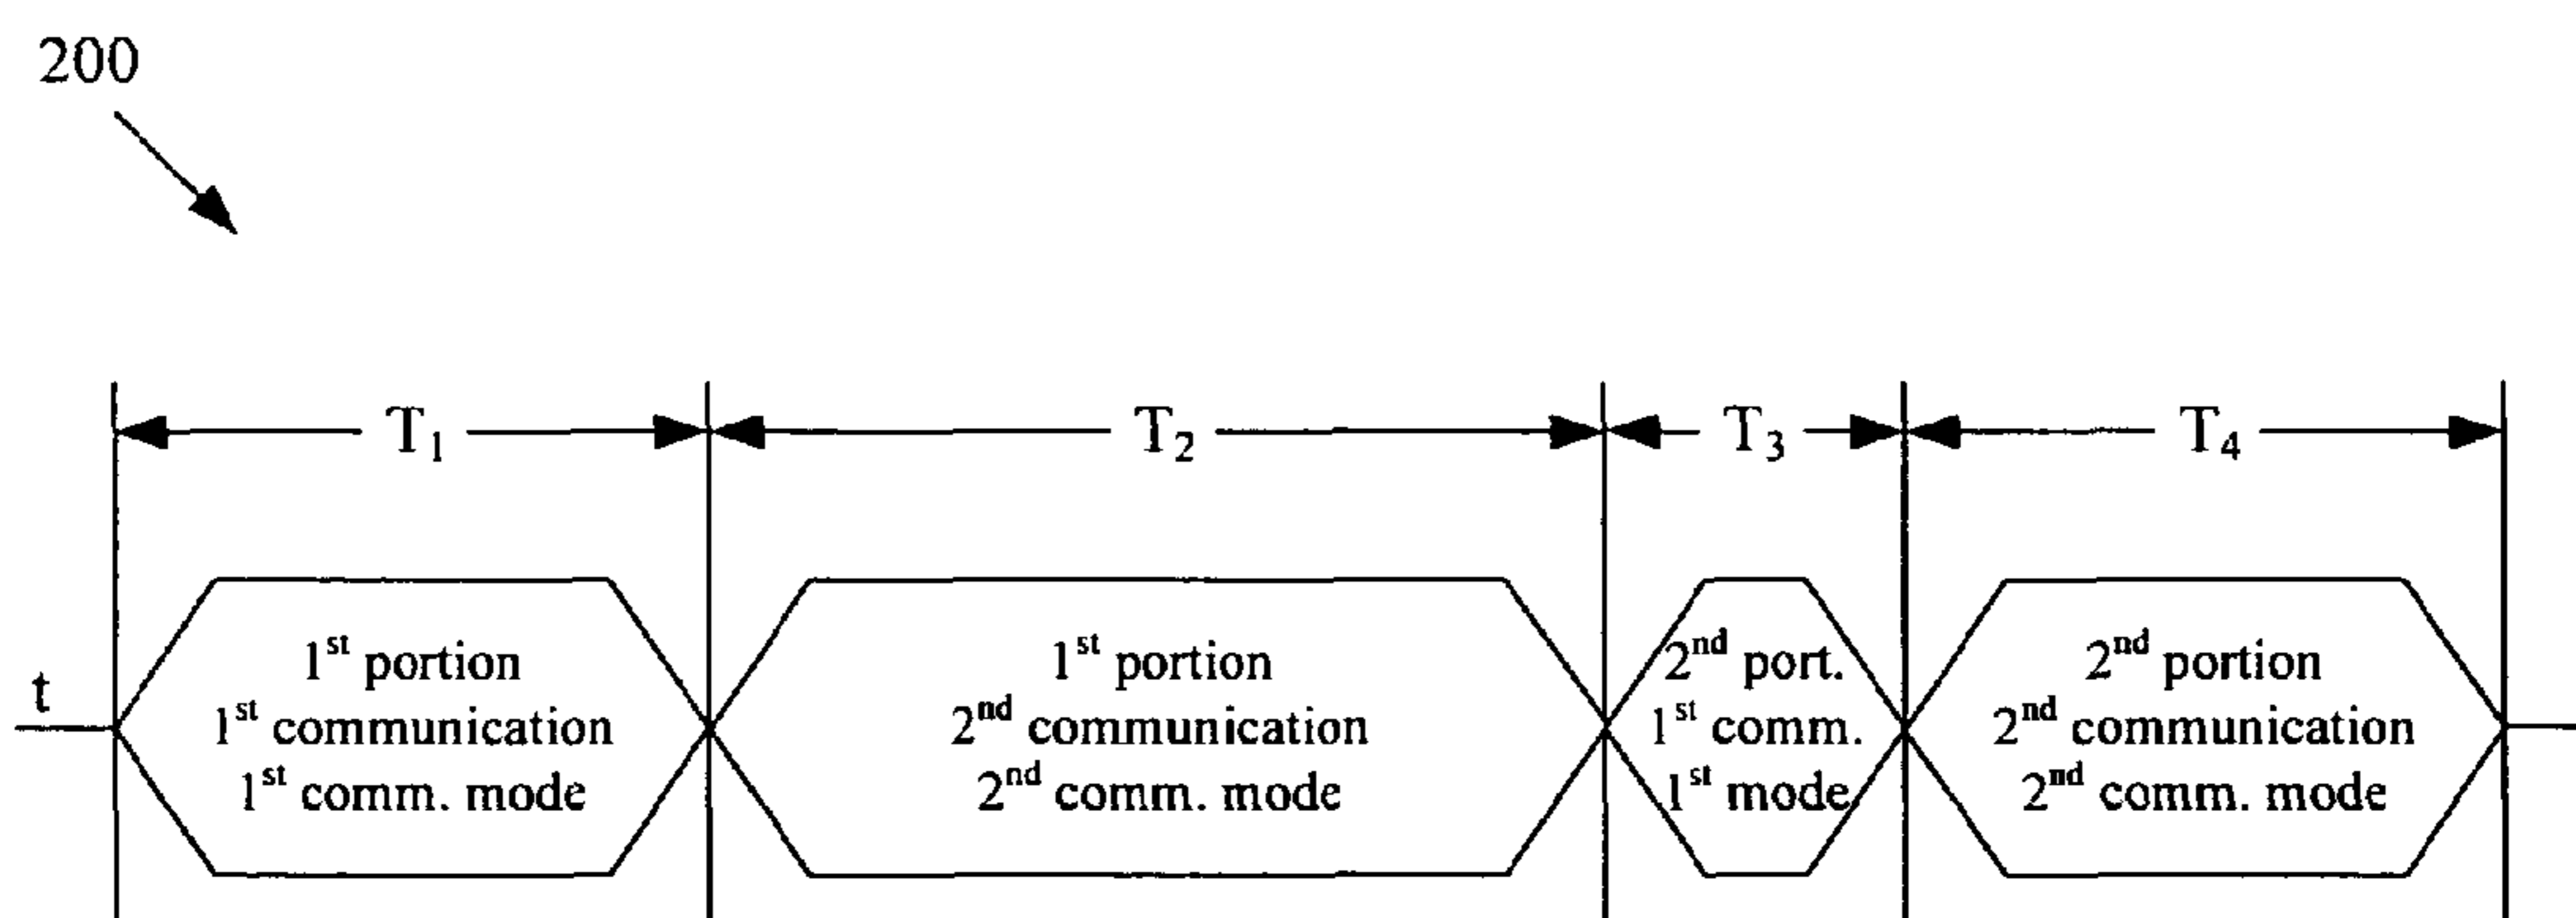 200
T₁ T₂ T₃ T₄
t
1st portion
1st communication
1st comm. mode
1st portion
2nd communication
2nd comm. mode
2nd port.
1st comm.
1st mode
2nd portion
2nd communication
2nd comm. mode